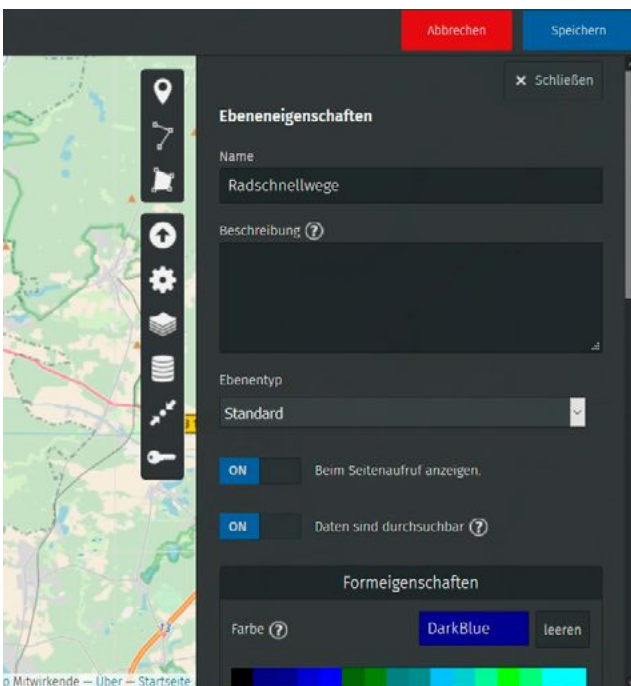 Abbrechen
Speichern
× Schließen
Ebeneneigenschaften
Name
Radschnellwege
Beschreibung ?
Ebenentyp
Standard
ON Beim Seitenaufruf anzeigen.
ON Daten sind durchsuchbar ?
Formeigenschaften
Farbe ? DarkBlue leeren
13
Mitwirkende — Über — Startseite